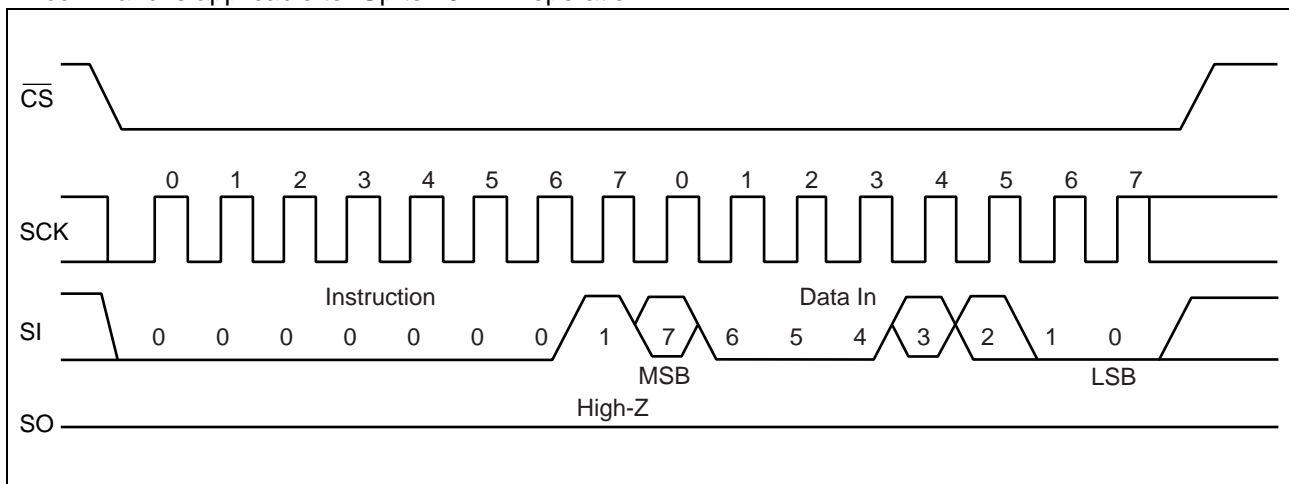 CS
0 1 2 3 4 5 6 7 0 1 2 3 4 5 6 7
SCK
Instruction Data In
SI
0 0 0 0 0 0 0 1 7 6 5 4 3 2 1 0
MSB LSB
High-Z
SO